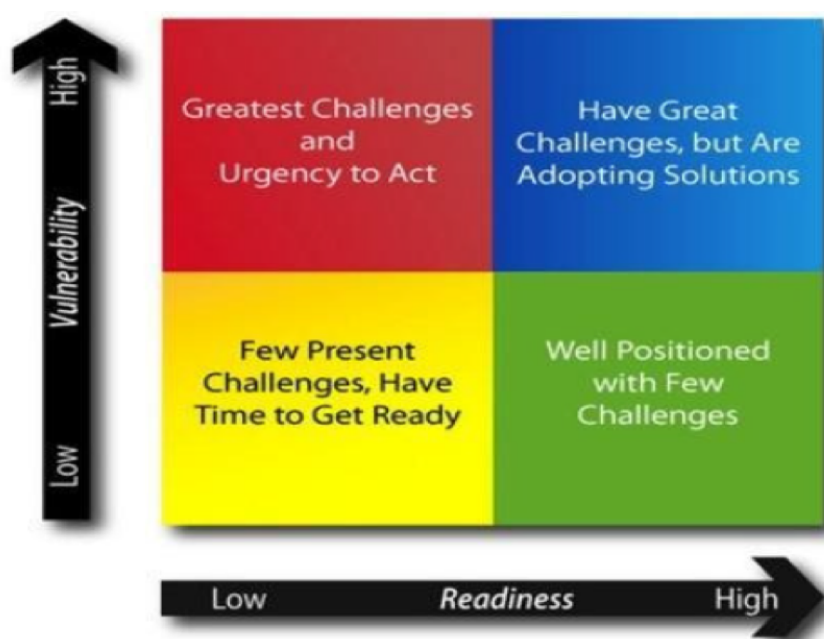 High
Vulnerability
Low
Greatest Challenges
and
Urgency to Act
Have Great
Challenges, but Are
Adopting Solutions
Few Present
Challenges, Have
Time to Get Ready
Well Positioned
with Few
Challenges
Low Readiness High